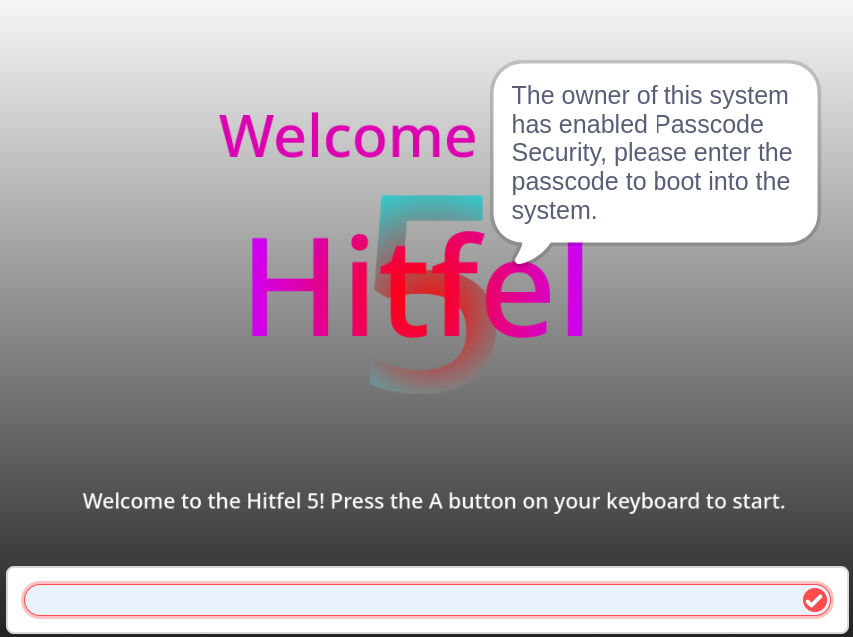 Welcome
The owner of this system
has enabled Passcode
Security, please enter the
passcode to boot into the
system.
5
Hitfel
Welcome to the Hitfel 5! Press the A button on your keyboard to start.